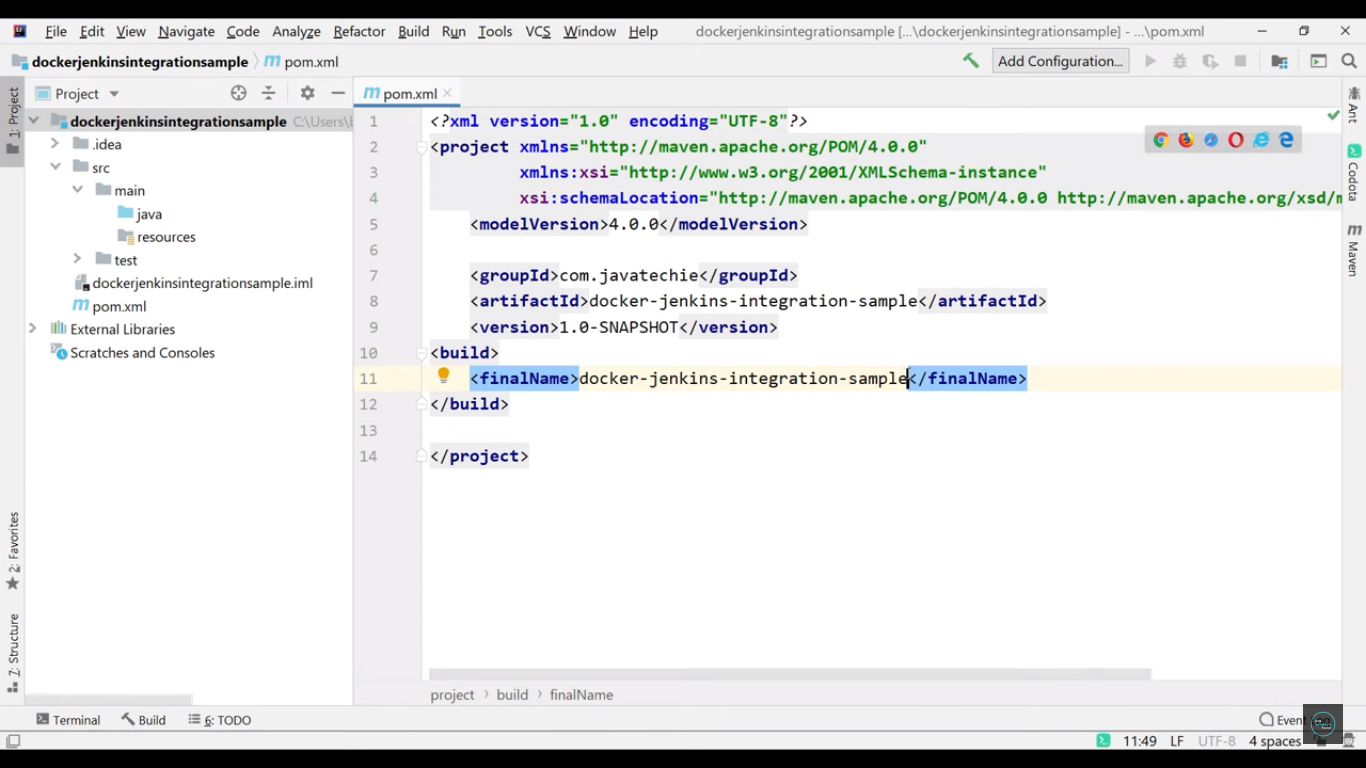 File Edit View Navigate Code Analyze Refactor Build Run Tools VCS Window Help dockerjenkinsintegrationsample [...\dockerjenkinsintegrationsample] - ...\pom.xml
dockerjenkinsintegrationsample pom.xml Add Configuration...
1: Project
Project
dockerjenkinsintegrationsample C:\Users\
.idea
src
main
java
resources
test
dockerjenkinsintegrationsample.iml
pom.xml
External Libraries
Scratches and Consoles
2: Favorites
7: Structure
pom.xml
1 <?xml version="1.0" encoding="UTF-8"?>
2 <project xmlns="http://maven.apache.org/POM/4.0.0"
3 xmlns:xsi="http://www.w3.org/2001/XMLSchema-instance"
4 xsi:schemaLocation="http://maven.apache.org/POM/4.0.0 http://maven.apache.org/xsd/m
5 <modelVersion>4.0.0</modelVersion>
6
7 <groupId>com.javatechie</groupId>
8 <artifactId>docker-jenkins-integration-sample</artifactId>
9 <version>1.0-SNAPSHOT</version>
10 <build>
11 <finalName>docker-jenkins-integration-sample</finalName>
12 </build>
13
14 </project>
Ant
Codota
Maven
project build finalName
Terminal Build 6: TODO Event
11:49 LF UTF-8 4 spaces